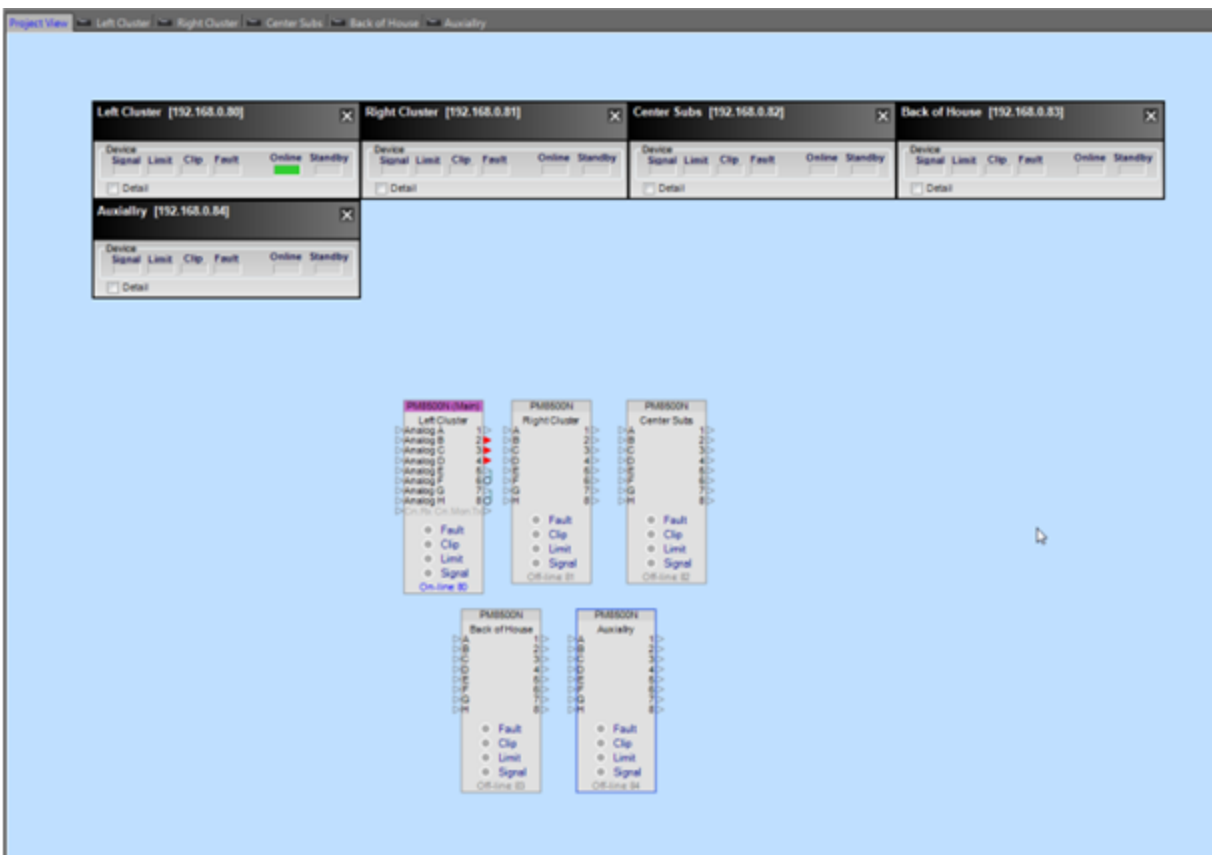 Project View Left Cluster Right Cluster Center Subs Back of House Auxiallry
Left Cluster [192.168.0.80] Right Cluster [192.168.0.81] Center Subs [192.168.0.82] Back of House [192.168.0.83]
Device Device Device Device
Signal Limit Clip Fault Online Standby Signal Limit Clip Fault Online Standby Signal Limit Clip Fault Online Standby Signal Limit Clip Fault Online Standby
Detail Detail Detail Detail
Auxiallry [192.168.0.84]
Device
Signal Limit Clip Fault Online Standby
Detail
PM8500N (Main) PM8500N PM8500N
Left Cluster Right Cluster Center Subs
Analog A 1 A 1 A 1
Analog B 2 B 2 B 2
Analog C 3 C 3 C 3
Analog D 4 D 4 D 4
Analog E 5 E 5 E 5
Analog F 6 F 6 F 6
Analog G 7 G 7 G 7
Analog H 8 H 8 H 8
Fault Fault Fault
Clip Clip Clip
Limit Limit Limit
Signal Signal Signal
On-line 80 Off-line 81 Off-line 82
PM8500N PM8500N
Back of House Auxiallry
A 1 A 1
B 2 B 2
C 3 C 3
D 4 D 4
E 5 E 5
F 6 F 6
G 7 G 7
H 8 H 8
Fault Fault
Clip Clip
Limit Limit
Signal Signal
Off-line 83 Off-line 84